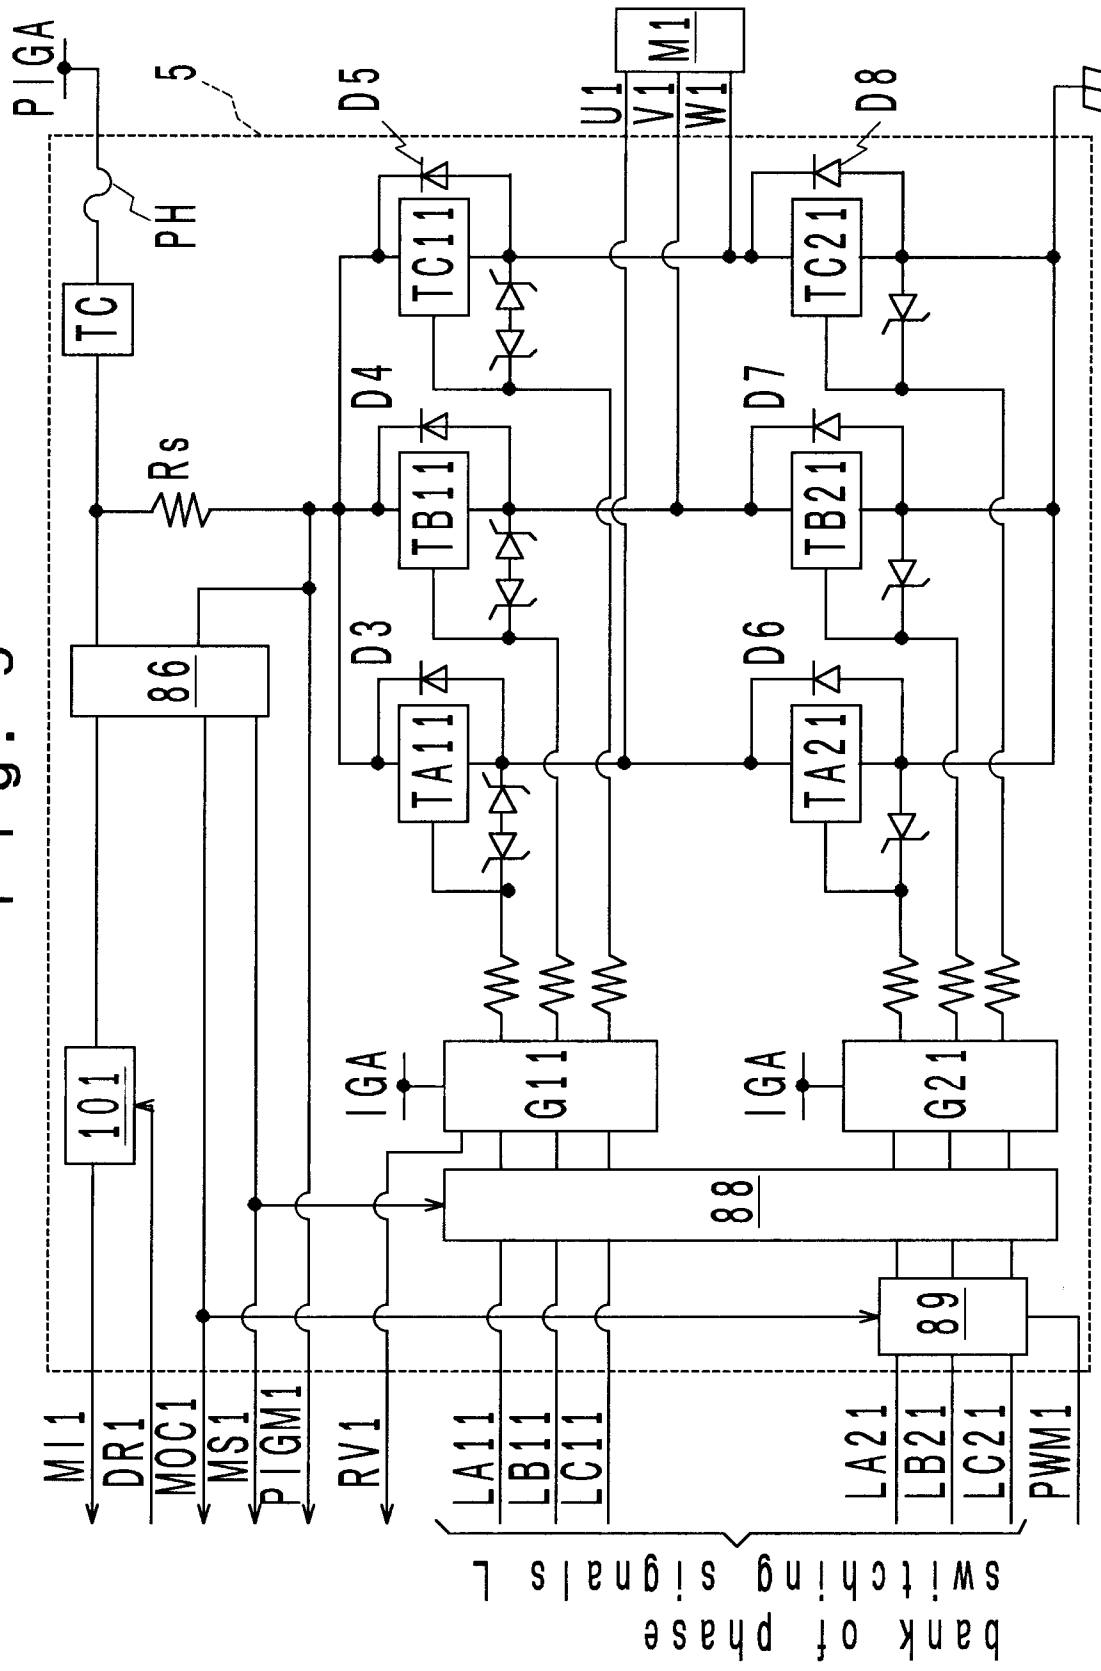 Fig.
PIGA
MI1
101
TC
DR1
PH
MOC1
86
Rs
5
MS1
PIGM1
RV1
IGA
D3
D4
D5
TA11
TB11
TC11
LA11
LB11
LC11
G11
U1
V1
W1
M1
88
bank of phase
switching signals L
IGA
D6
D7
D8
TA21
TB21
TC21
LA21
LB21
LC21
89
G21
PWM1